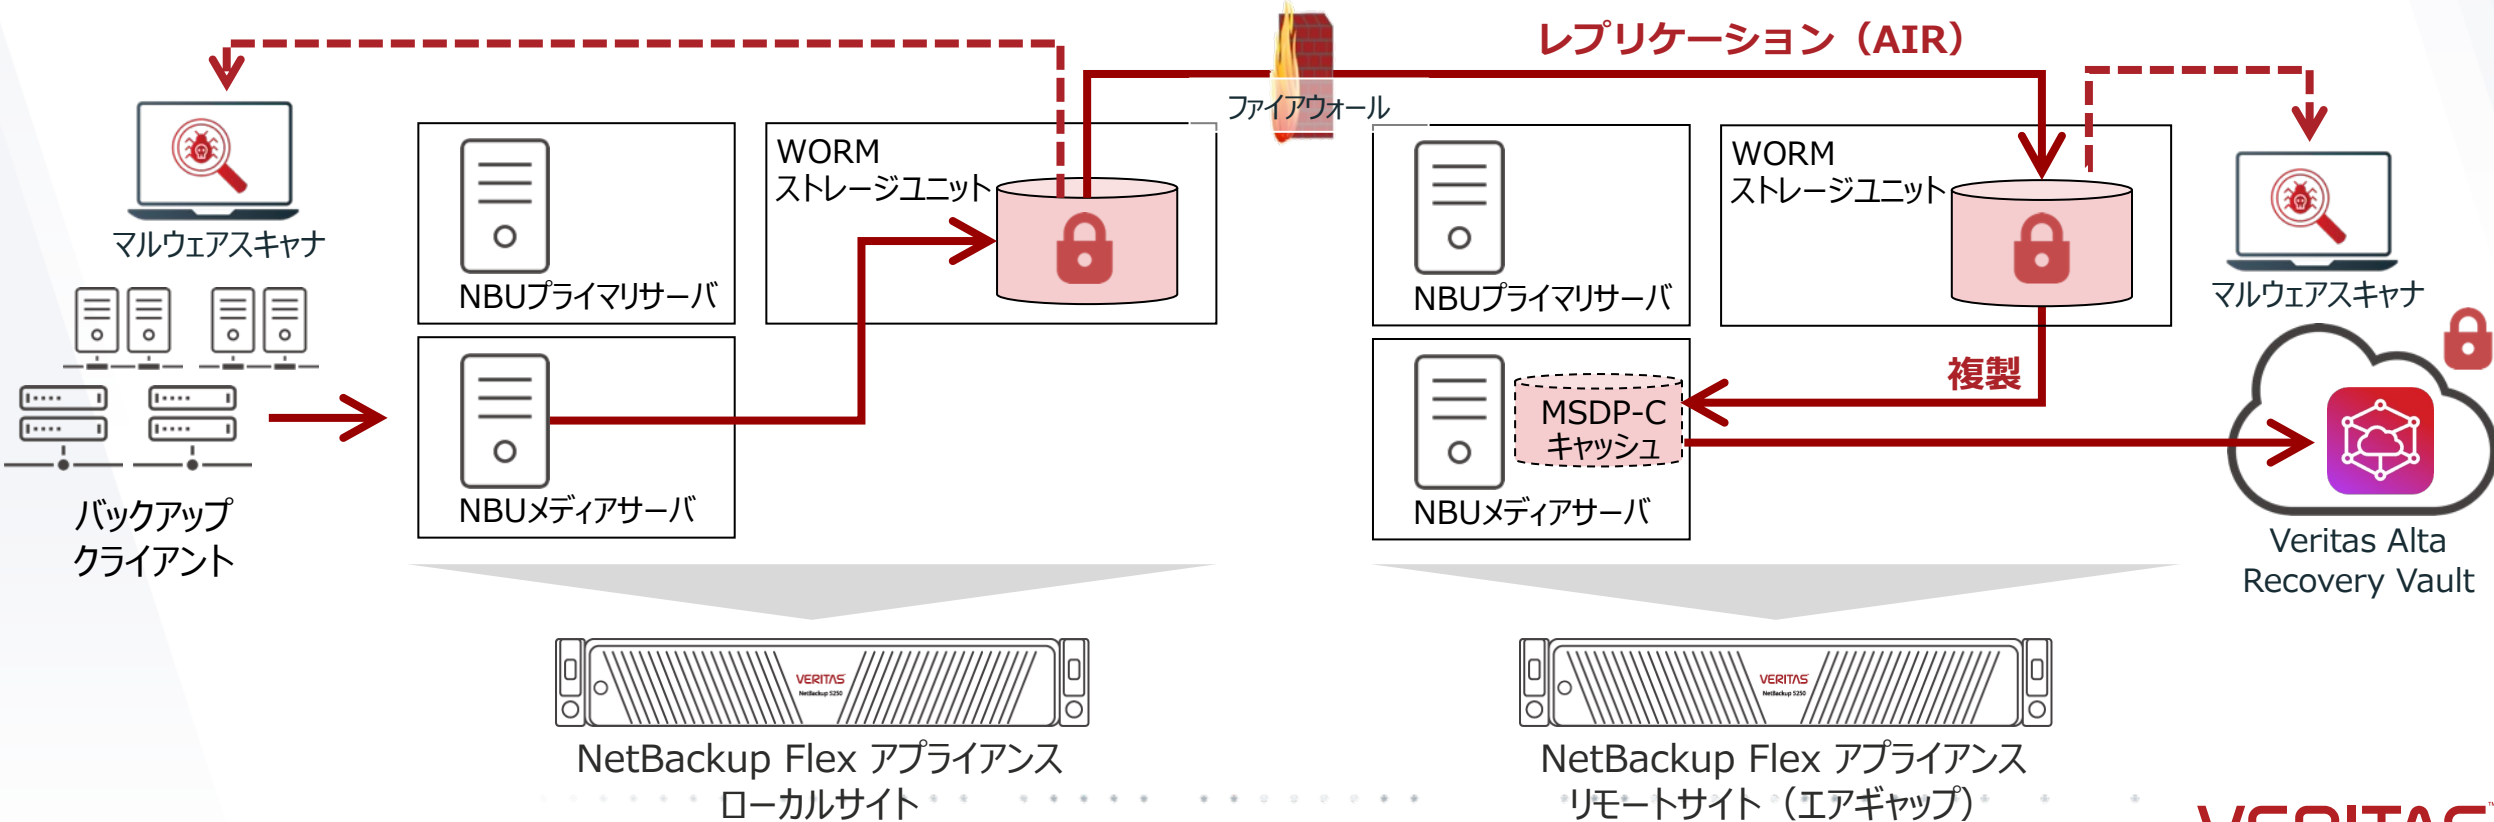 レプリケーション（AIR）
ファイアウォール
マルウェアスキャナ
WORM
ストレージユニット
NBUプライマリサーバ
NBUメディアサーバ
バックアップ
クライアント
WORM
ストレージユニット
マルウェアスキャナ
NBUプライマリサーバ
複製
MSDP-C
キャッシュ
NBUメディアサーバ
Veritas Alta
Recovery Vault
VERITAS
NetBackup 5250
NetBackup Flex アプライアンス
ローカルサイト
VERITAS
NetBackup 5250
NetBackup Flex アプライアンス
リモートサイト（エアギャップ）
VERITAS™